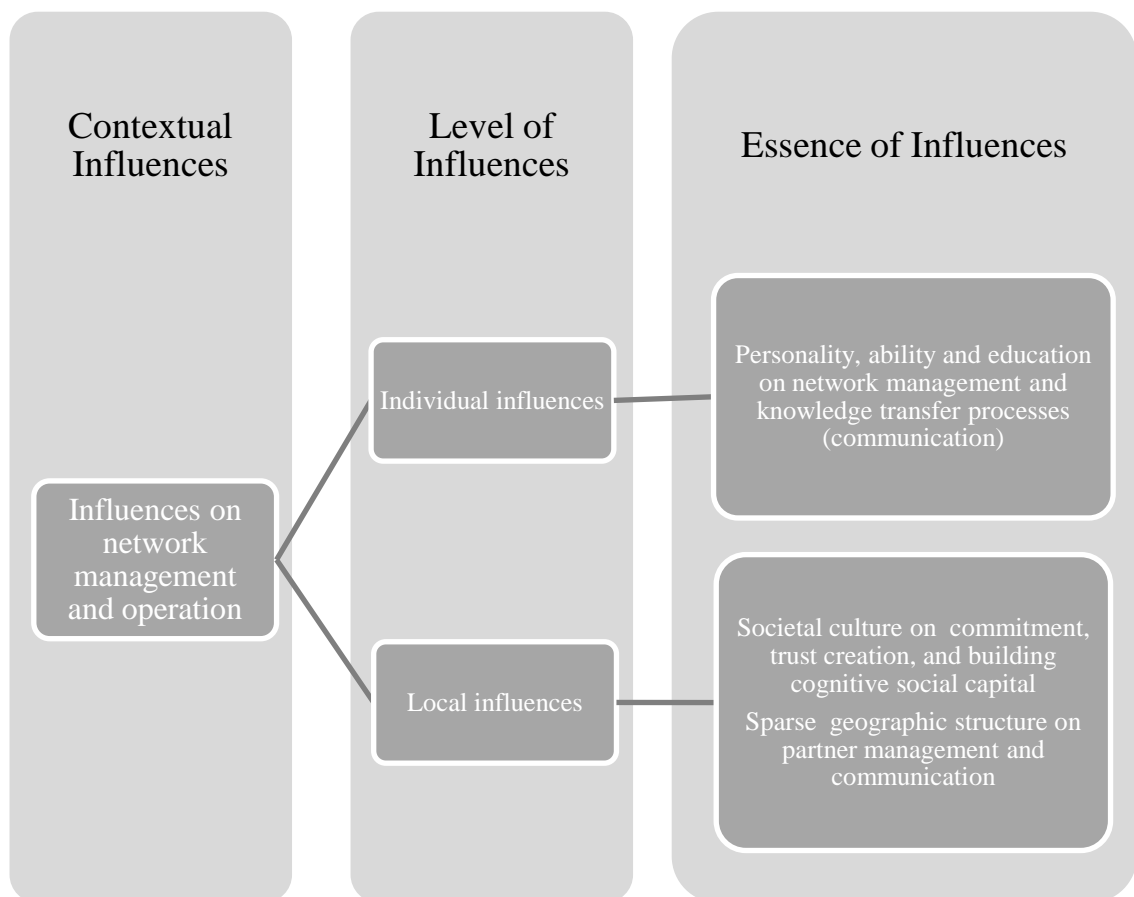 Contextual
Influences
Level of
Influences
Essence of Influences
Influences on
network
management
and operation
Individual influences
Local influences
Personality, ability and education
on network management and
knowledge transfer processes
(communication)
Societal culture on  commitment,
trust creation, and building
cognitive social capital
Sparse  geographic structure on
partner management and
communication